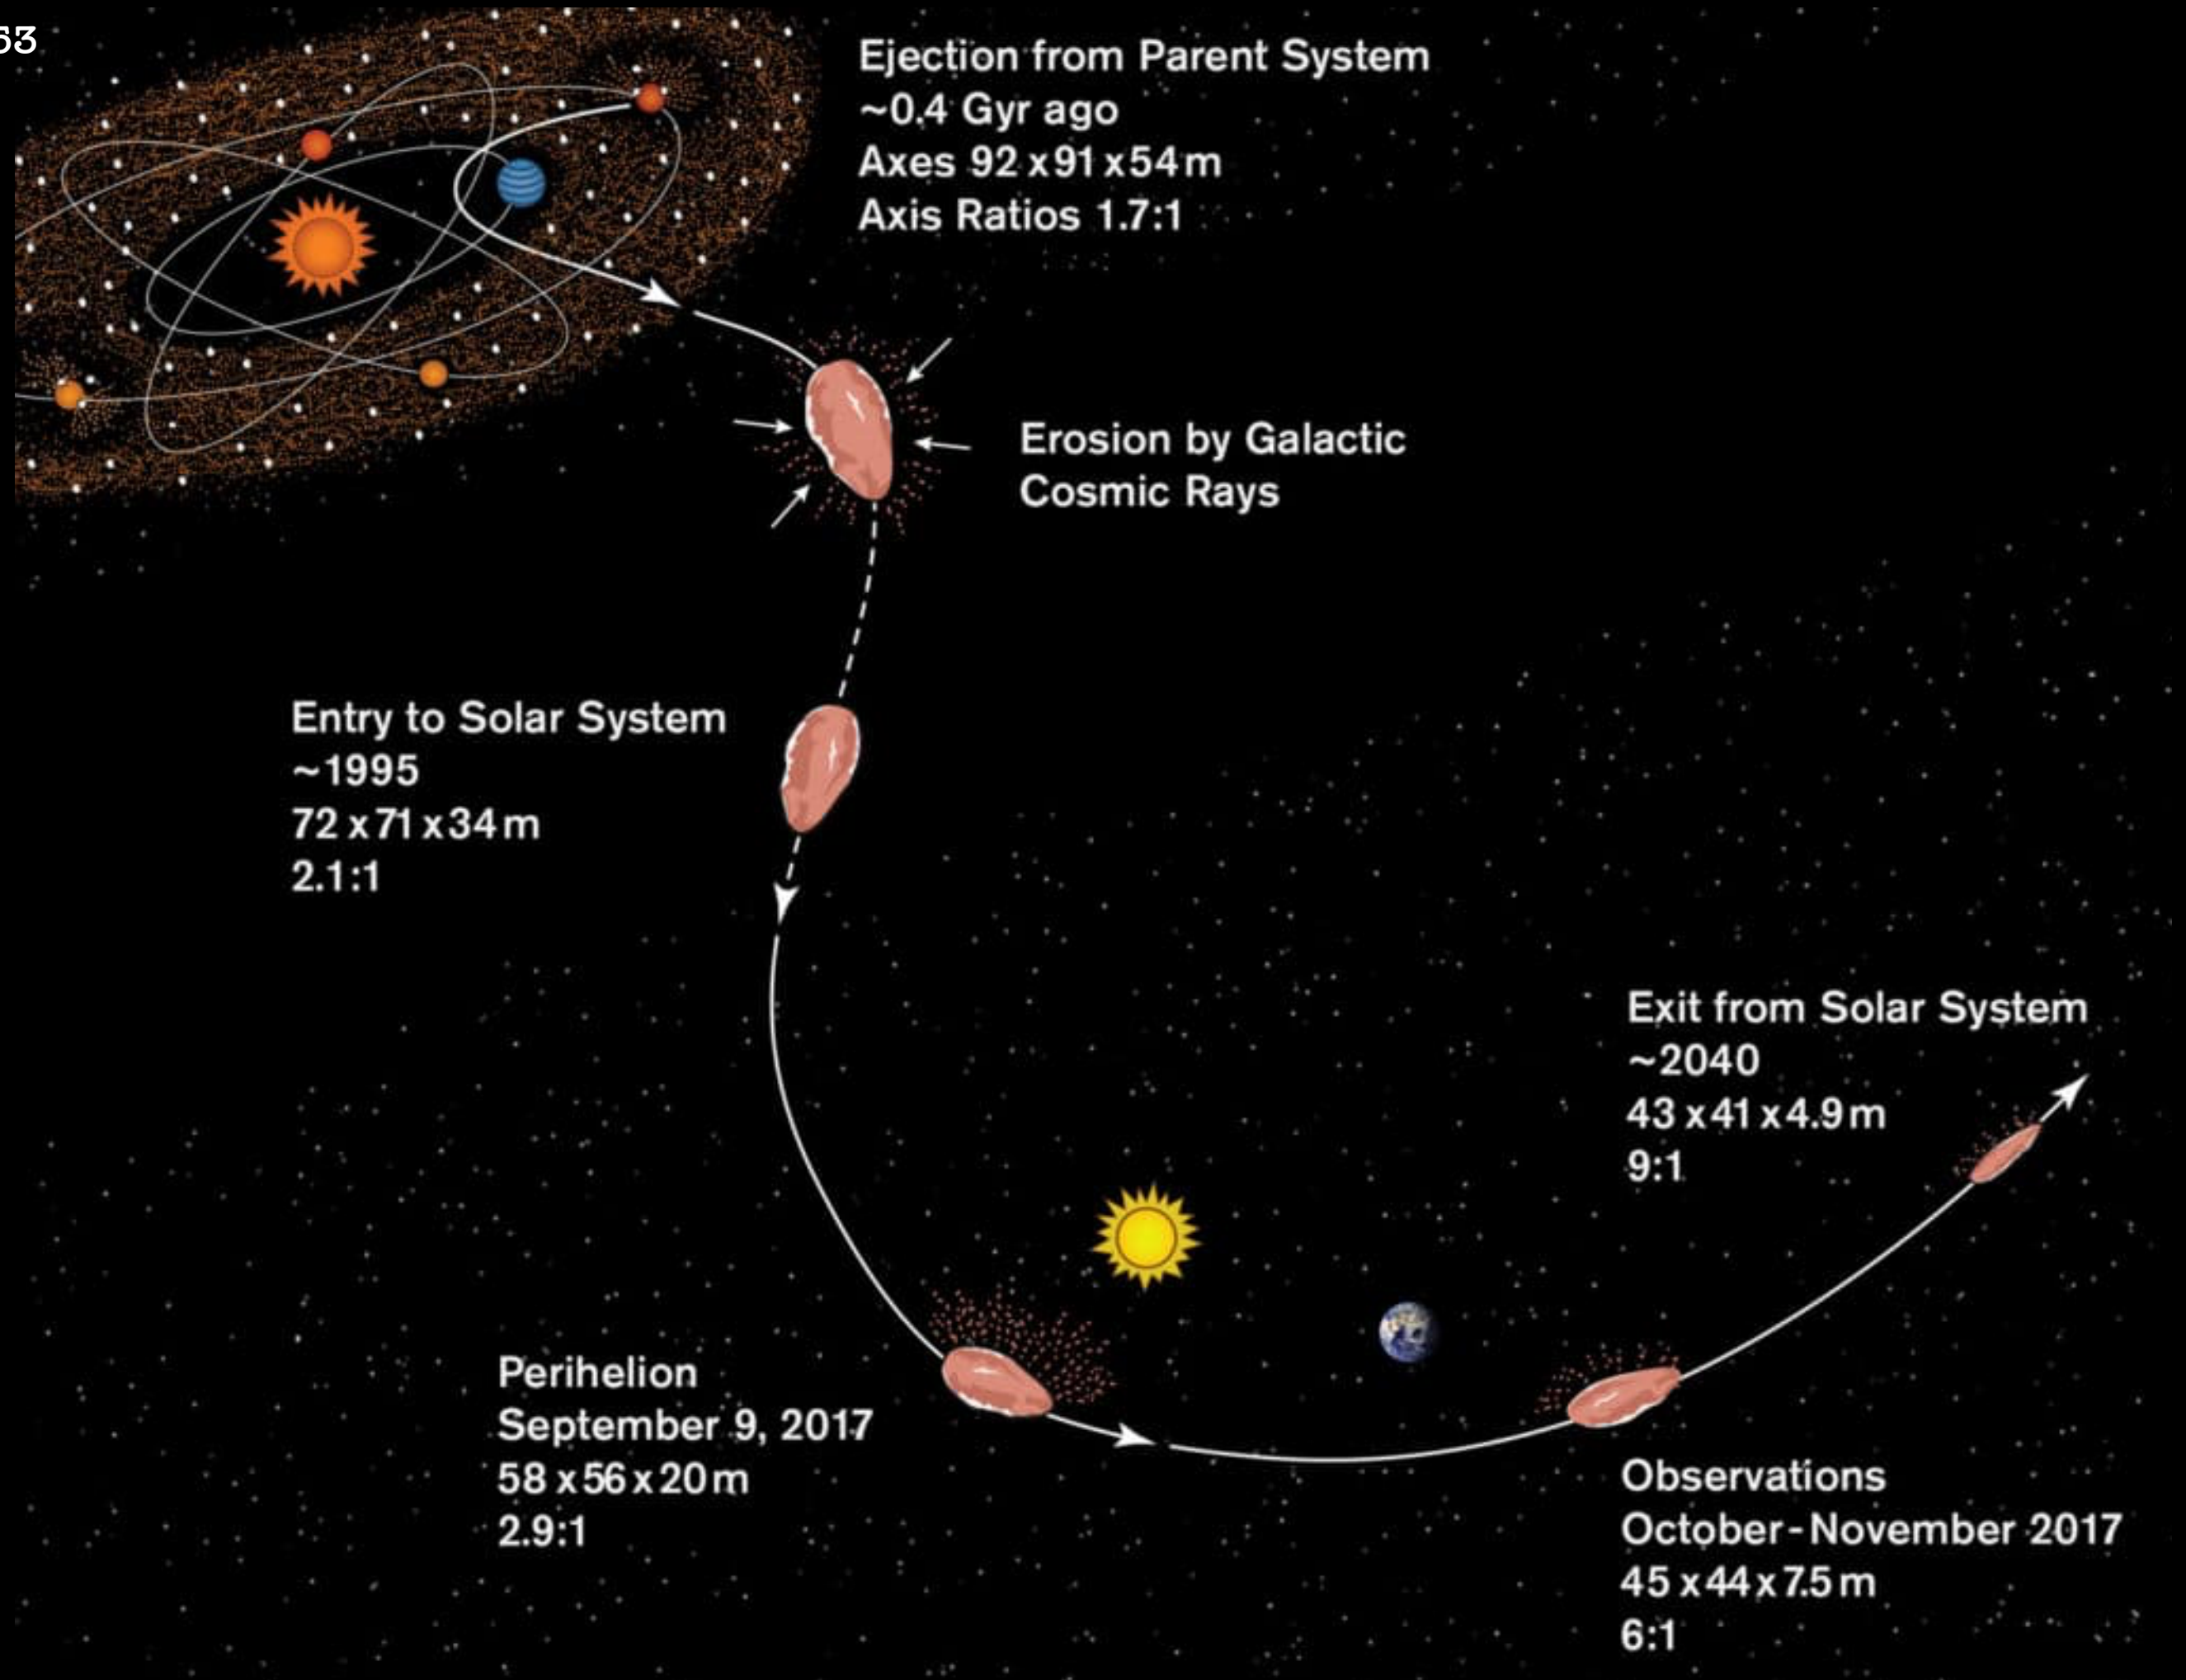 53
Ejection from Parent System
~0.4 Gyr ago
Axes 92 x 91 x 54 m
Axis Ratios 1.7:1
Erosion by Galactic
Cosmic Rays
Entry to Solar System
~1995
72 x 71 x 34 m
2.1:1
Exit from Solar System
~2040
43 x 41 x 4.9 m
9:1
Perihelion
September 9, 2017
58 x 56 x 20 m
2.9:1
Observations
October-November 2017
45 x 44 x 7.5 m
6:1